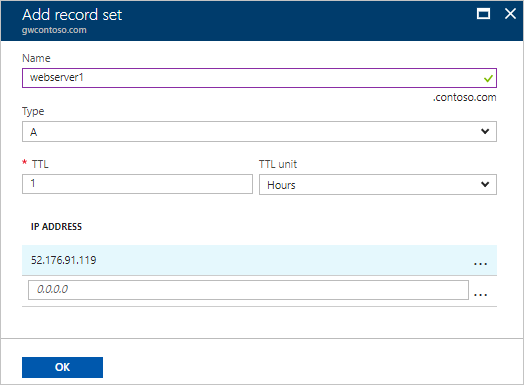 Add record set
gwcontoso.com
Name
webserver1
.contoso.com
Type
A
* TTL
TTL unit
1
Hours
IP ADDRESS
52.176.91.119
...
0.0.0.0
...
OK